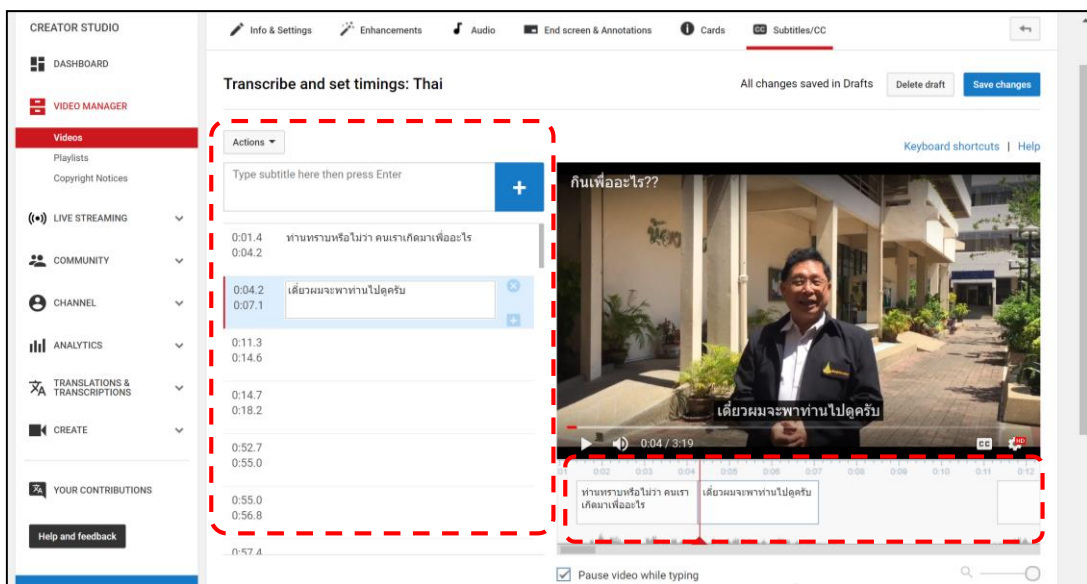 CREATOR STUDIO
Info & Settings
Enhancements
Audio
End screen & Annotations
Cards
CC Subtitles/CC
DASHBOARD
VIDEO MANAGER
Videos
Playlists
Copyright Notices
LIVE STREAMING
COMMUNITY
CHANNEL
ANALYTICS
TRANSLATIONS &
TRANSCRIPTIONS
CREATE
YOUR CONTRIBUTIONS
Help and feedback
Transcribe and set timings: Thai
All changes saved in Drafts
Delete draft
Save changes
Actions
Keyboard shortcuts | Help
Type subtitle here then press Enter
+
0:01.4 ท่านทราบหรือไม่ว่า คนเราเกิดมาเพื่ออะไร
0:04.2
0:04.2 เดี๋ยวผมจะพาท่านไปดูครับ
0:07.1
0:11.3
0:14.6
0:14.7
0:18.2
0:52.7
0:55.0
0:55.0
0:56.8
0:57.4
กินเพื่ออะไร??
เดี๋ยวผมจะพาท่านไปดูครับ
0:04 / 3:19
CC
HD
01 0:02 0:03 0:04 0:05 0:06 0:07 0:08 0:09 0:10 0:11 0:12
ท่านทราบหรือไม่ว่า คนเรา
เกิดมาเพื่ออะไร
เดี๋ยวผมจะพาท่านไปดูครับ
Pause video while typing